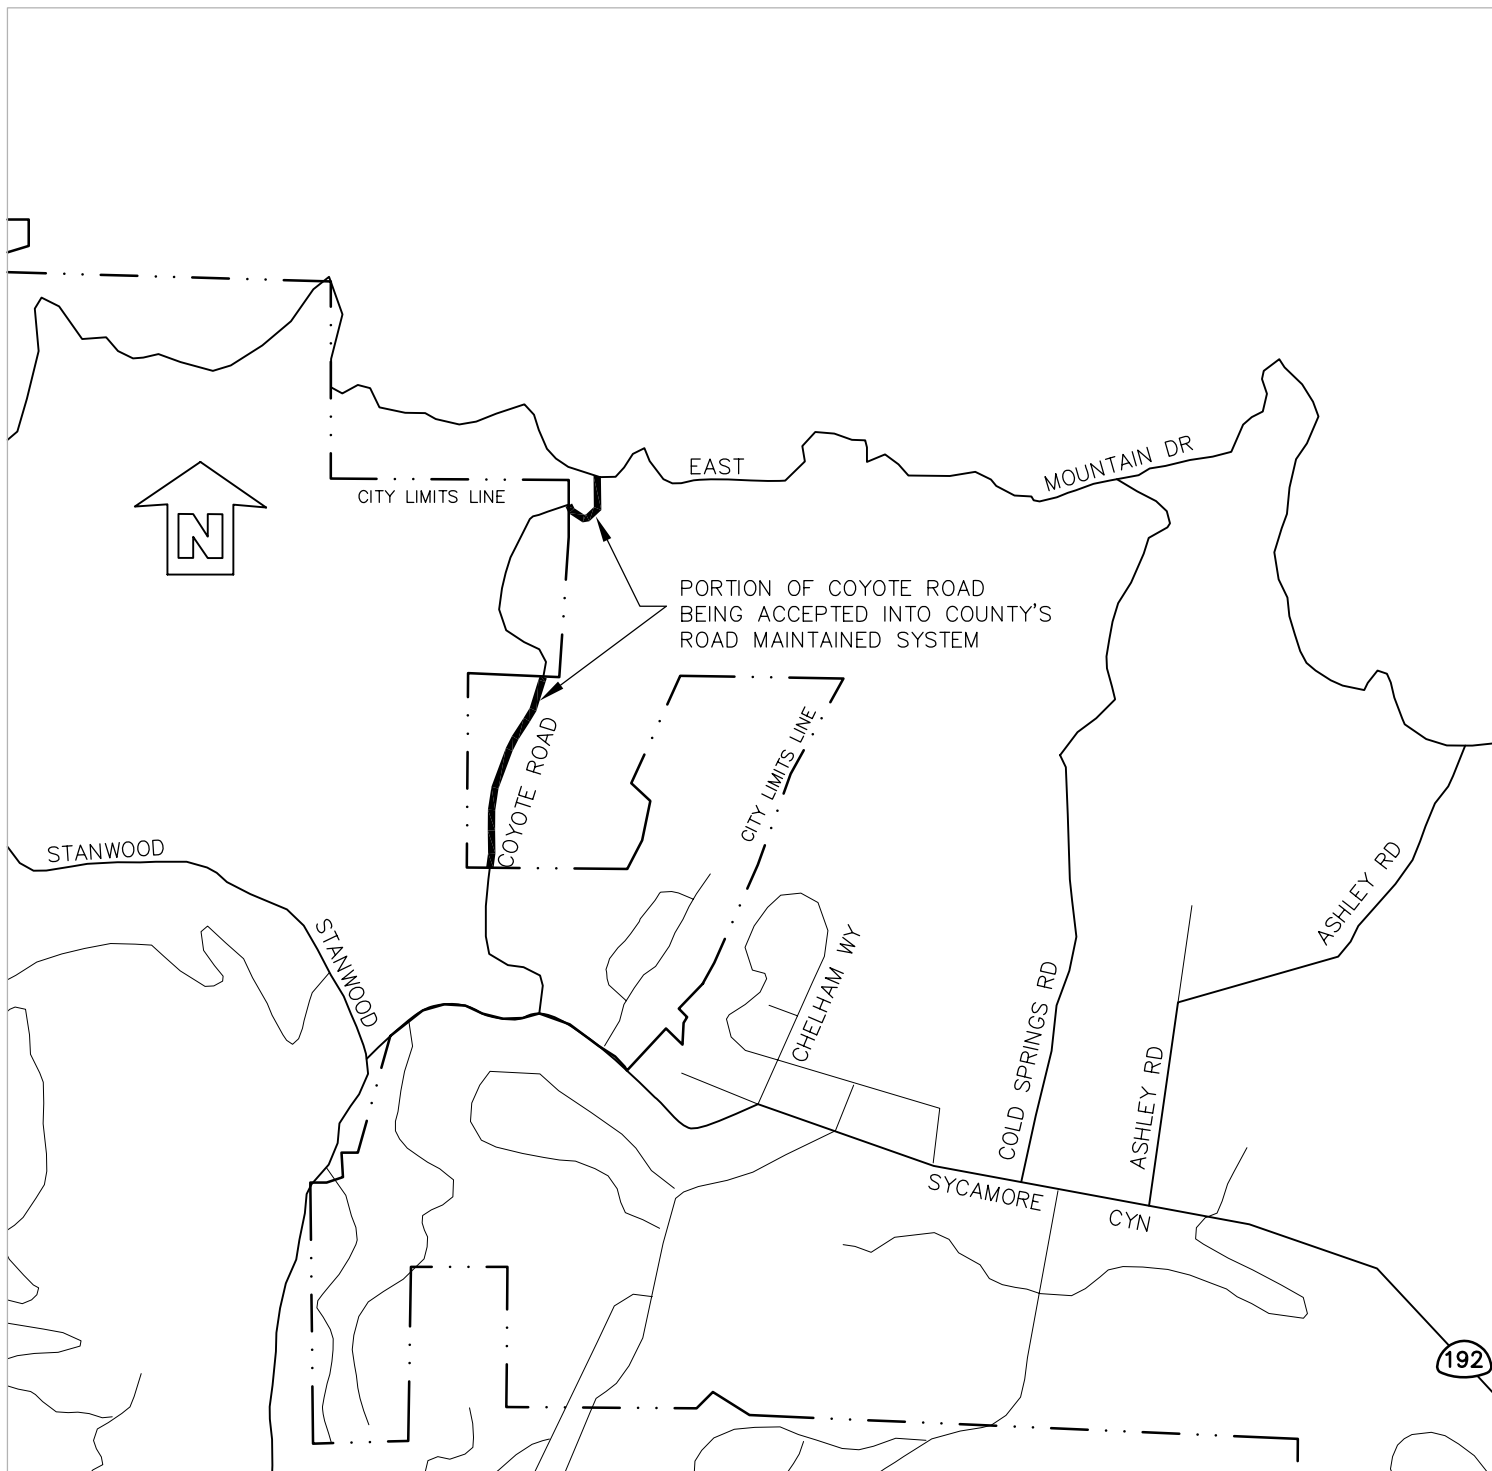 EAST
MOUNTAIN DR
CITY LIMITS LINE
N
PORTION OF COYOTE ROAD
BEING ACCEPTED INTO COUNTY'S
ROAD MAINTAINED SYSTEM
COYOTE ROAD
CITY LIMITS LINE
STANWOOD
STANWOOD
ASHLEY RD
CHELHAM WY
COLD SPRINGS RD
ASHLEY RD
SYCAMORE
CYN
192